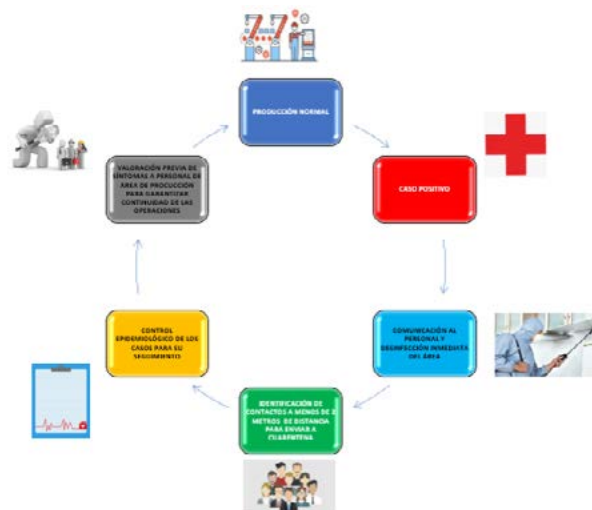 PRODUCCIÓN NORMAL
CASO POSITIVO
COMUNICACIÓN AL
PERSONAL Y
DESINFECCIÓN INMEDIATA
DEL ÁREA
IDENTIFICACIÓN DE
CONTACTOS A MENOS DE 2
METROS DE DISTANCIA
PARA ENVIAR A
CUARENTENA
CONTROL
EPIDEMIOLÓGICO DE LOS
CASOS PARA SU
SEGUIMIENTO
VALORACIÓN PREVIA DE
SÍNTOMAS A PERSONAL DE
ÁREA DE PRODUCCIÓN
PARA GARANTIZAR
CONTINUIDAD DE LAS
OPERACIONES